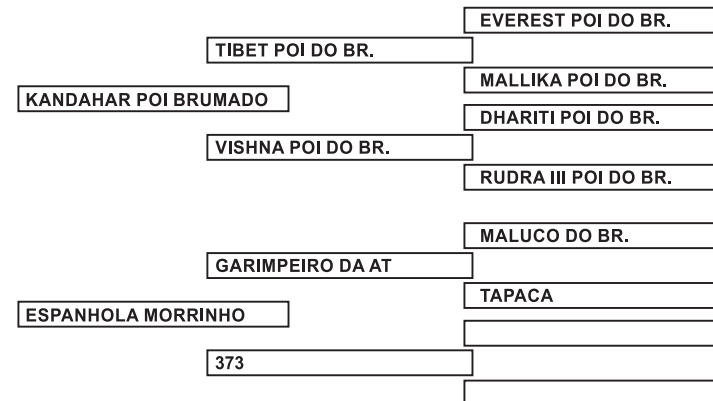 EVEREST POI DO BR.
TIBET POI DO BR.
MALLIKA POI DO BR.
KANDAHAR POI BRUMADO
DHARITI POI DO BR.
VISHNA POI DO BR.
RUDRA III POI DO BR.
MALUCO DO BR.
GARIMPEIRO DA AT
TAPACA
ESPANHOLA MORRINHO
373